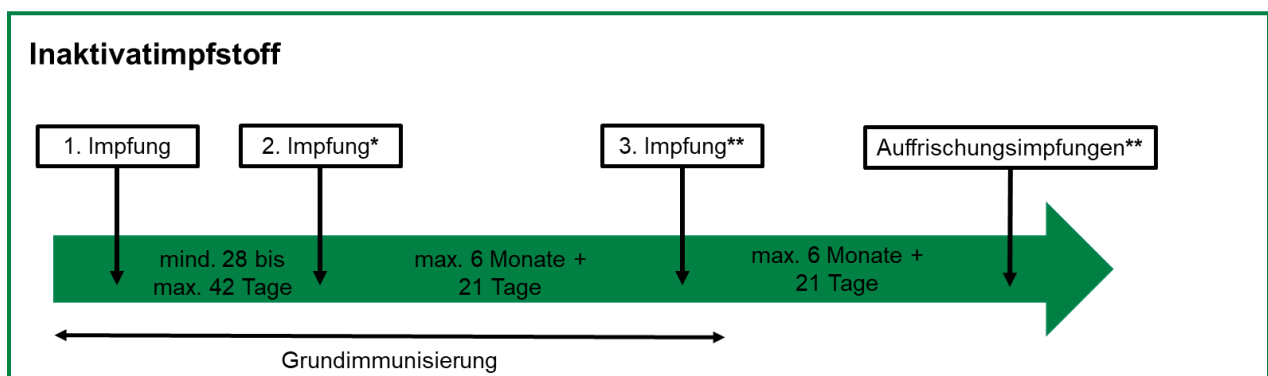 Inaktivatimpfstoff
1. Impfung
2. Impfung*
3. Impfung**
Auffrischungsimpfungen**
mind. 28 bis
max. 42 Tage
max. 6 Monate +
21 Tage
max. 6 Monate +
21 Tage
Grundimmunisierung